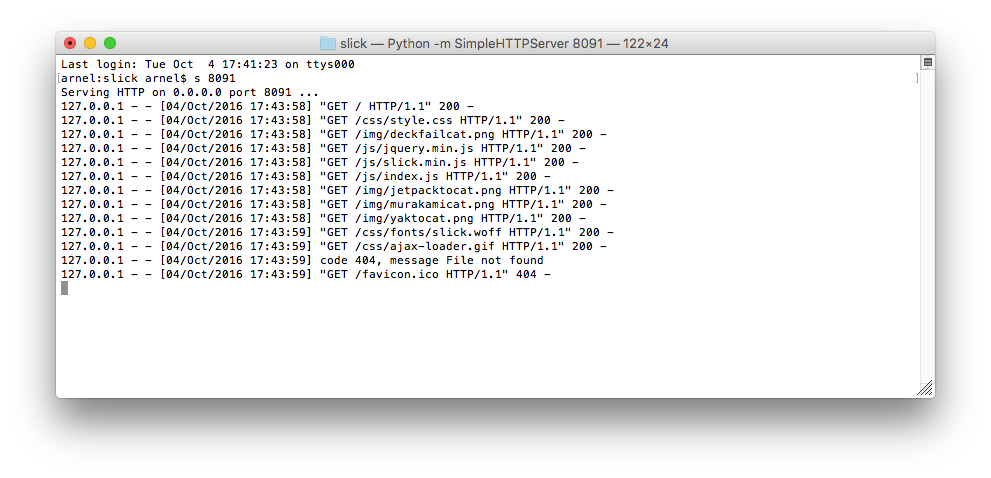 slick — Python -m SimpleHTTPServer 8091 — 122×24
Last login: Tue Oct  4 17:41:23 on ttys000
[arnel:slick arnel$ s 8091 ]
Serving HTTP on 0.0.0.0 port 8091 ...
127.0.0.1 - - [04/Oct/2016 17:43:58] "GET / HTTP/1.1" 200 -
127.0.0.1 - - [04/Oct/2016 17:43:58] "GET /css/style.css HTTP/1.1" 200 -
127.0.0.1 - - [04/Oct/2016 17:43:58] "GET /img/deckfailcat.png HTTP/1.1" 200 -
127.0.0.1 - - [04/Oct/2016 17:43:58] "GET /js/jquery.min.js HTTP/1.1" 200 -
127.0.0.1 - - [04/Oct/2016 17:43:58] "GET /js/slick.min.js HTTP/1.1" 200 -
127.0.0.1 - - [04/Oct/2016 17:43:58] "GET /js/index.js HTTP/1.1" 200 -
127.0.0.1 - - [04/Oct/2016 17:43:58] "GET /img/jetpacktocat.png HTTP/1.1" 200 -
127.0.0.1 - - [04/Oct/2016 17:43:58] "GET /img/murakamicat.png HTTP/1.1" 200 -
127.0.0.1 - - [04/Oct/2016 17:43:58] "GET /img/yaktocat.png HTTP/1.1" 200 -
127.0.0.1 - - [04/Oct/2016 17:43:59] "GET /css/fonts/slick.woff HTTP/1.1" 200 -
127.0.0.1 - - [04/Oct/2016 17:43:59] "GET /css/ajax-loader.gif HTTP/1.1" 200 -
127.0.0.1 - - [04/Oct/2016 17:43:59] code 404, message File not found
127.0.0.1 - - [04/Oct/2016 17:43:59] "GET /favicon.ico HTTP/1.1" 404 -